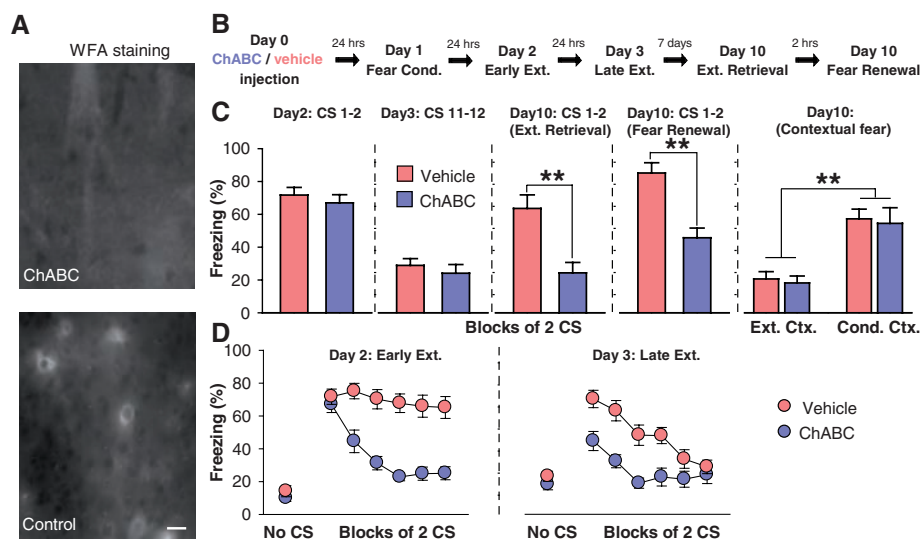 A
WFA staining
ChABC
Control
B
Day 0
ChABC / vehicle
injection
24 hrs
Day 1
Fear Cond.
24 hrs
Day 2
Early Ext.
24 hrs
Day 3
Late Ext.
7 days
Day 10
Ext. Retrieval
2 hrs
Day 10
Fear Renewal
C
Day2: CS 1-2
Day3: CS 11-12
Day10: CS 1-2
(Ext. Retrieval)
Day10: CS 1-2
(Fear Renewal)
Day10:
(Contextual fear)
Freezing (%)
100
80
60
40
20
0
Vehicle
ChABC
**
**
**
Blocks of 2 CS
Ext. Ctx.
Cond. Ctx.
D
Day 2: Early Ext.
Day 3: Late Ext.
Freezing (%)
100
80
60
40
20
0
Vehicle
ChABC
No CS
Blocks of 2 CS
No CS
Blocks of 2 CS